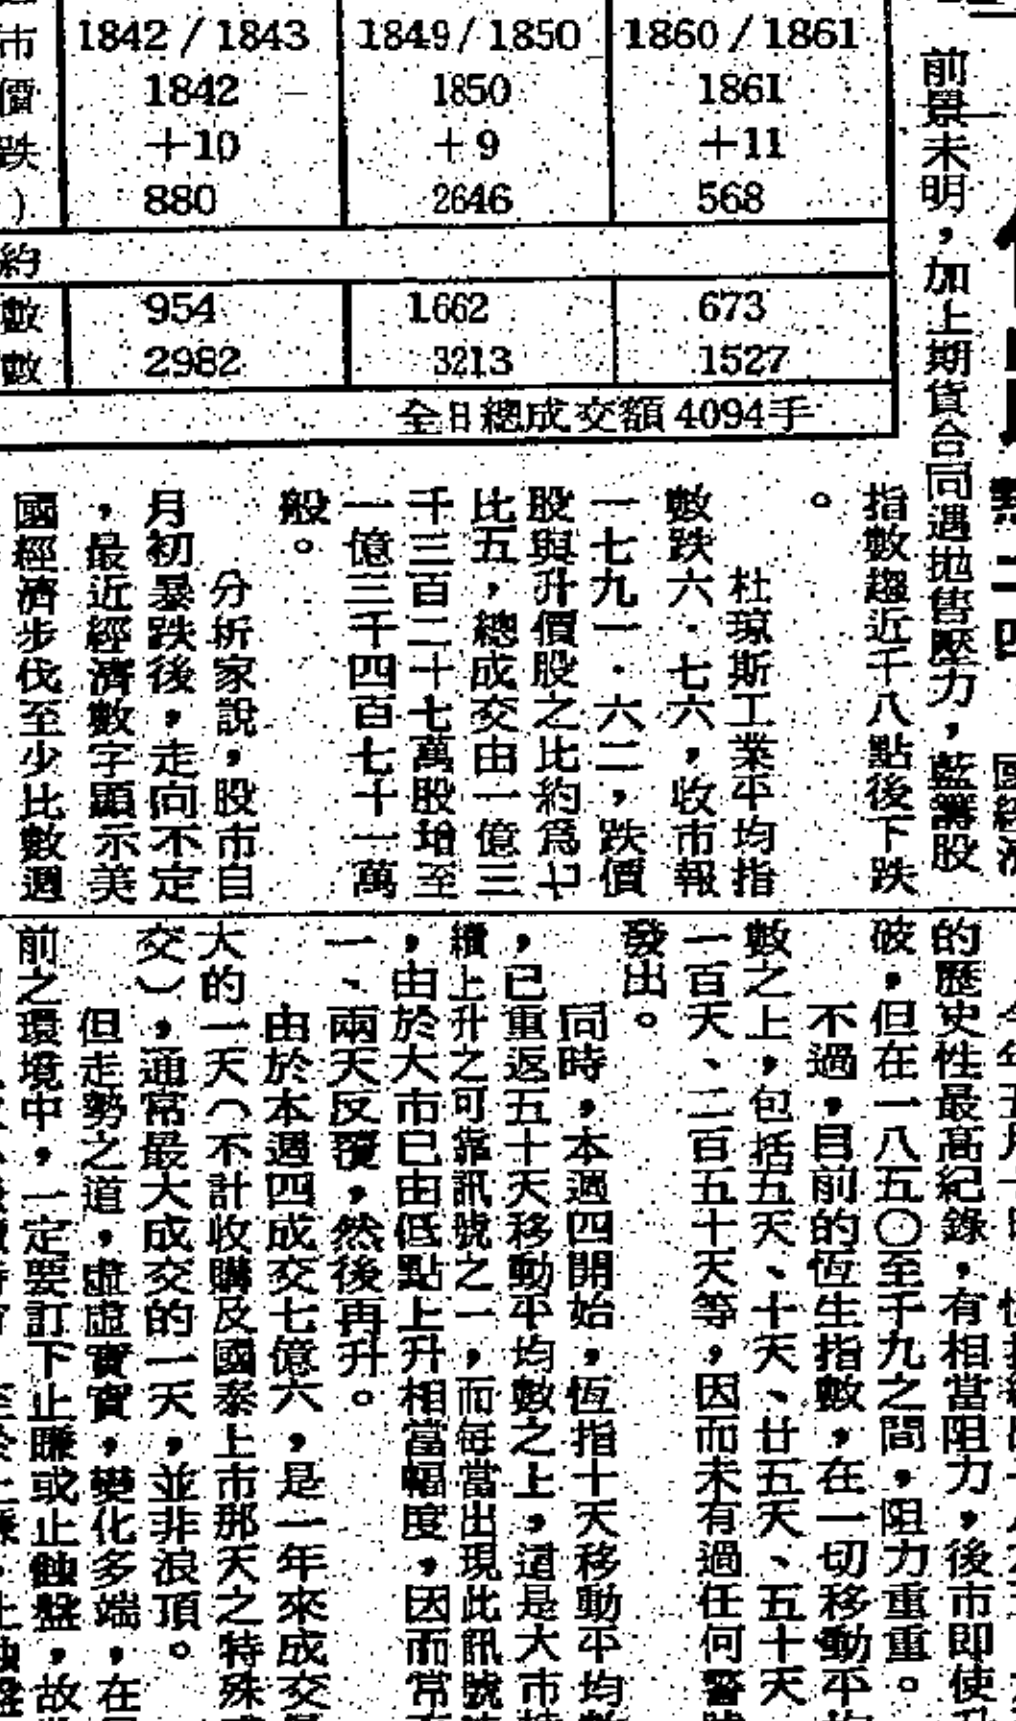 市 1842/1843 1849/1850 1860/1861
價 1842 1850 1861
跌 +10 +9 +11
) 880 2646 568
約
數 954 1662 673
數 2982 3213 1527
全日總成交額4094手
前景未明,加上期貨合同遇拋售壓力,藍籌股
指數趨近千八點後下跌
。
杜琼斯工業平均指
數跌六.七六,收市報
一七九一.六二,跌價
股與升價股之比約爲七
比五,總成交由一億三
千三百二十七萬股增至
一億三千四百七十一萬
般。
分析家說,股市自
月初暴跌後,走向不定
,最近經濟數字顯示美
國經濟步伐至少比數週
的歷史性最高紀錄,有相當阻力,後市即使
破,但在一八五〇至千九之間,阻力重重。
不過,目前的恆生指數,在一切移動平
數之上,包括五天、十天、廿五天、五十天
一百天、二百五十天等,因而未有過任何警
發出。
同時,本週四開始,恆指十天移動平均
,已重返五十天移動平均數之上,這是大市
續上升之可靠訊號之一,而每當出現此訊號
,由於大市已由低點上升相當幅度,因而常
一、兩天反覆,然後再升。
由於本週四成交七億六,是一年來成交
大的一天(不計收購及國泰上市那天之特殊
交),通常最大成交的一天,並非浪頂。
但走勢之道,虛虛實實,變化多端,在
前之環境中,一定要訂下止賺或止蝕盤,故